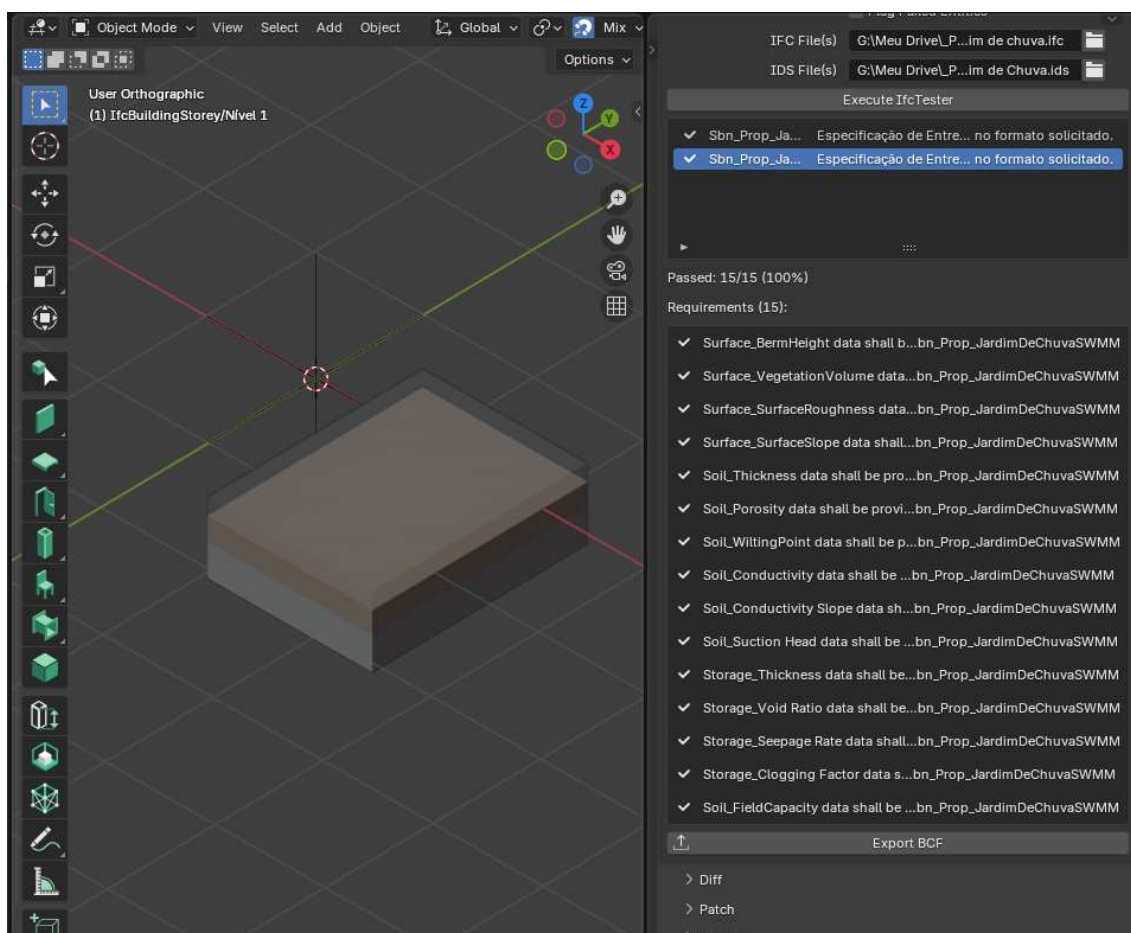 Object Mode View Select Add Object Global Mix
Options
User Orthographic
(1) IfcBuildingStorey/Nível 1
Z
Y
X
IFC File(s) G:\Meu Drive\_P...im de chuva.ifc
IDS File(s) G:\Meu Drive\_P...im de Chuva.ids
Execute IfcTester
Sbn_Prop_Ja... Especificação de Entre... no formato solicitado.
Sbn_Prop_Ja... Especificação de Entre... no formato solicitado.
Passed: 15/15 (100%)
Requirements (15):
Surface_BermHeight data shall b...bn_Prop_JardimDeChuvaSWMM
Surface_VegetationVolume data...bn_Prop_JardimDeChuvaSWMM
Surface_SurfaceRoughness data...bn_Prop_JardimDeChuvaSWMM
Surface_SurfaceSlope data shall...bn_Prop_JardimDeChuvaSWMM
Soil_Thickness data shall be pro...bn_Prop_JardimDeChuvaSWMM
Soil_Porosity data shall be provi...bn_Prop_JardimDeChuvaSWMM
Soil_WiltingPoint data shall be p...bn_Prop_JardimDeChuvaSWMM
Soil_Conductivity data shall be ...bn_Prop_JardimDeChuvaSWMM
Soil_Conductivity Slope data sh...bn_Prop_JardimDeChuvaSWMM
Soil_Suction Head data shall be ...bn_Prop_JardimDeChuvaSWMM
Storage_Thickness data shall be...bn_Prop_JardimDeChuvaSWMM
Storage_Void Ratio data shall be...bn_Prop_JardimDeChuvaSWMM
Storage_Seepage Rate data shall...bn_Prop_JardimDeChuvaSWMM
Storage_Clogging Factor data s...bn_Prop_JardimDeChuvaSWMM
Soil_FieldCapacity data shall be ...bn_Prop_JardimDeChuvaSWMM
Export BCF
Diff
Patch